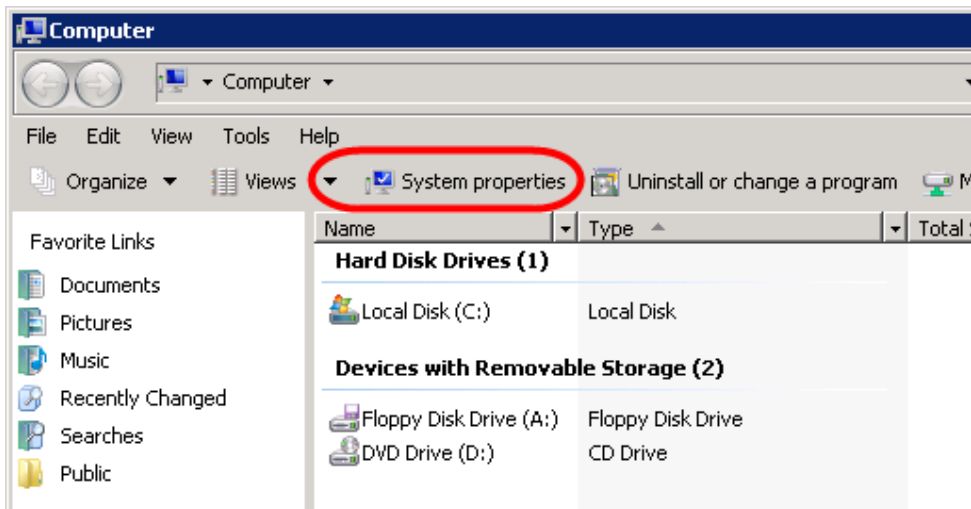 Computer
Computer
File Edit View Tools Help
Organize Views System properties Uninstall or change a program
Name Type Total
Favorite Links
Hard Disk Drives (1)
Documents
Local Disk (C:) Local Disk
Pictures
Music
Devices with Removable Storage (2)
Recently Changed
Floppy Disk Drive (A:) Floppy Disk Drive
Searches
DVD Drive (D:) CD Drive
Public